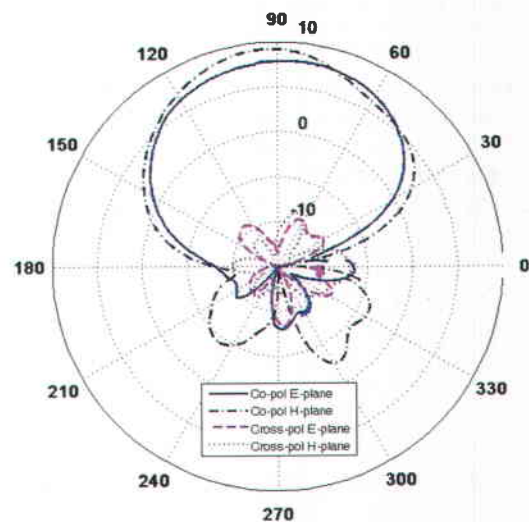 90 10
120 60
0
150 30
-10
180 0
210 330
Co-pol E-plane
Co-pol H-plane
Cross-pol E-plane
Cross-pol H-plane
240 300
270